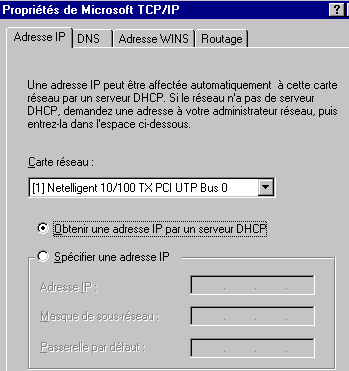 Propriétés de Microsoft TCP/IP
Adresse IP DNS Adresse WINS Routage
Une adresse IP peut être affectée automatiquement à cette carte
réseau par un serveur DHCP. Si le réseau n'a pas de serveur
DHCP, demandez une adresse à votre administrateur réseau, puis
entrez-la dans l'espace ci-dessous.
Carte réseau :
[1] Netelligent 10/100 TX PCI UTP Bus 0
Obtenir une adresse IP par un serveur DHCP
Spécifier une adresse IP
Adresse IP :
Masque de sous-réseau :
Passerelle par défaut :